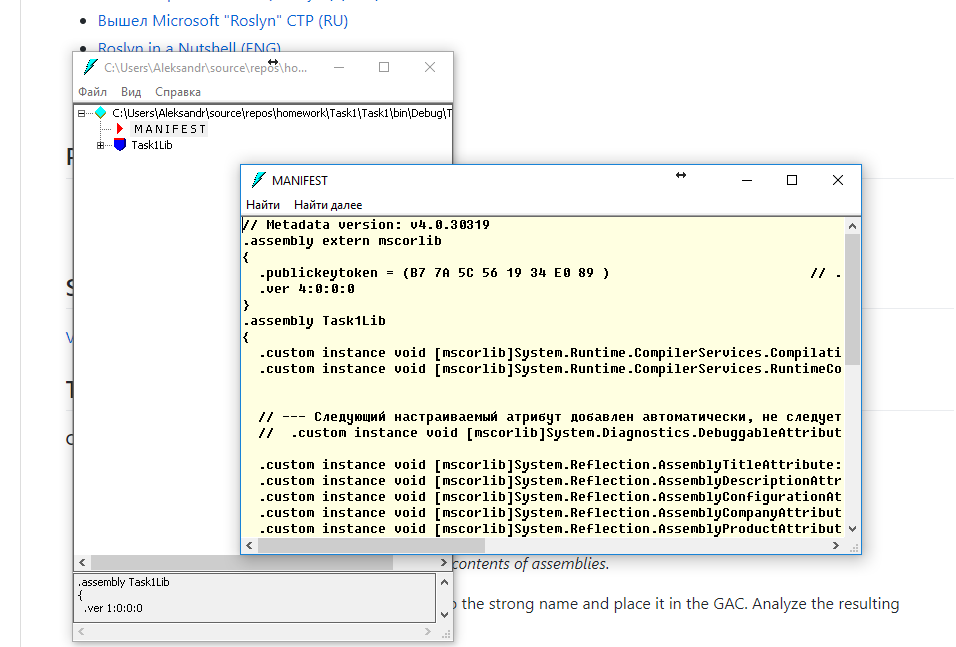 Вышел Microsoft "Roslyn" CTP (RU)
Roslyn in a Nutshell (ENG)
C:\Users\Aleksandr\source\repos\ho...
Файл Вид Справка
C:\Users\Aleksandr\source\repos\homework\Task1\Task1\bin\Debug\T
MANIFEST
Task1Lib
MANIFEST
Найти Найти далее
// Metadata version: v4.0.30319
.assembly extern mscorlib
{
.publickeytoken = (B7 7A 5C 56 19 34 E0 89 ) // .
.ver 4:0:0:0
}
.assembly Task1Lib
{
.custom instance void [mscorlib]System.Runtime.CompilerServices.Compilati
.custom instance void [mscorlib]System.Runtime.CompilerServices.RuntimeCo
// --- Следующий настраиваемый атрибут добавлен автоматически, не следует
// .custom instance void [mscorlib]System.Diagnostics.DebuggableAttribut
.custom instance void [mscorlib]System.Reflection.AssemblyTitleAttribute:
.custom instance void [mscorlib]System.Reflection.AssemblyDescriptionAttr
.custom instance void [mscorlib]System.Reflection.AssemblyConfigurationAt
.custom instance void [mscorlib]System.Reflection.AssemblyCompanyAttribut
.custom instance void [mscorlib]System.Reflection.AssemblyProductAttribut
contents of assemblies.
.assembly Task1Lib
{
.ver 1:0:0:0
the strong name and place it in the GAC. Analyze the resulting